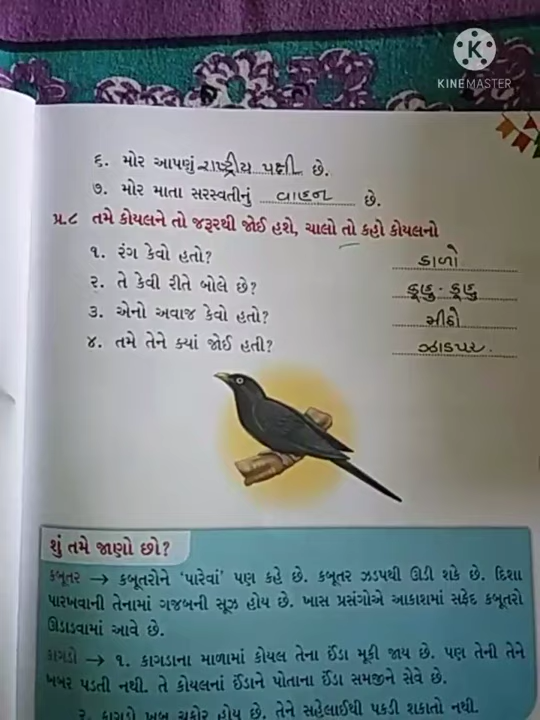 KINEMASTER
૬. મોર આપણું રાષ્ટ્રીય પક્ષી છે.
૭. મોર માતા સરસ્વતીનું વાહન છે.
પ્ર.૮ તમે કોયલને તો જરૂરથી જોઈ હશે, ચાલો તો કહો કોયલનો
૧. રંગ કેવો હતો? કાળો
૨. તે કેવી રીતે બોલે છે? કૂહુ - કૂહુ
૩. એનો અવાજ કેવો હતો? મીઠો
૪. તમે તેને ક્યાં જોઈ હતી? ઝાડપર.
શું તમે જાણો છો?
કબૂતર → કબૂતરોને 'પારેવાં' પણ કહે છે. કબૂતર ઝડપથી ઊડી શકે છે. દિશા
પારખવાની તેનામાં ગજબની સૂઝ હોય છે. ખાસ પ્રસંગોએ આકાશમાં સફેદ કબૂતરો
ઊડાડવામાં આવે છે.
કાગડો → ૧. કાગડાના માળામાં કોયલ તેના ઈંડા મૂકી જાય છે. પણ તેની તેને
ખબર પડતી નથી. તે કોયલનાં ઈંડાને પોતાના ઈંડા સમજીને સેવે છે.
૨. કાગડો ખૂબ ચકોર હોય છે. તેને સહેલાઈથી પકડી શકાતો નથી.